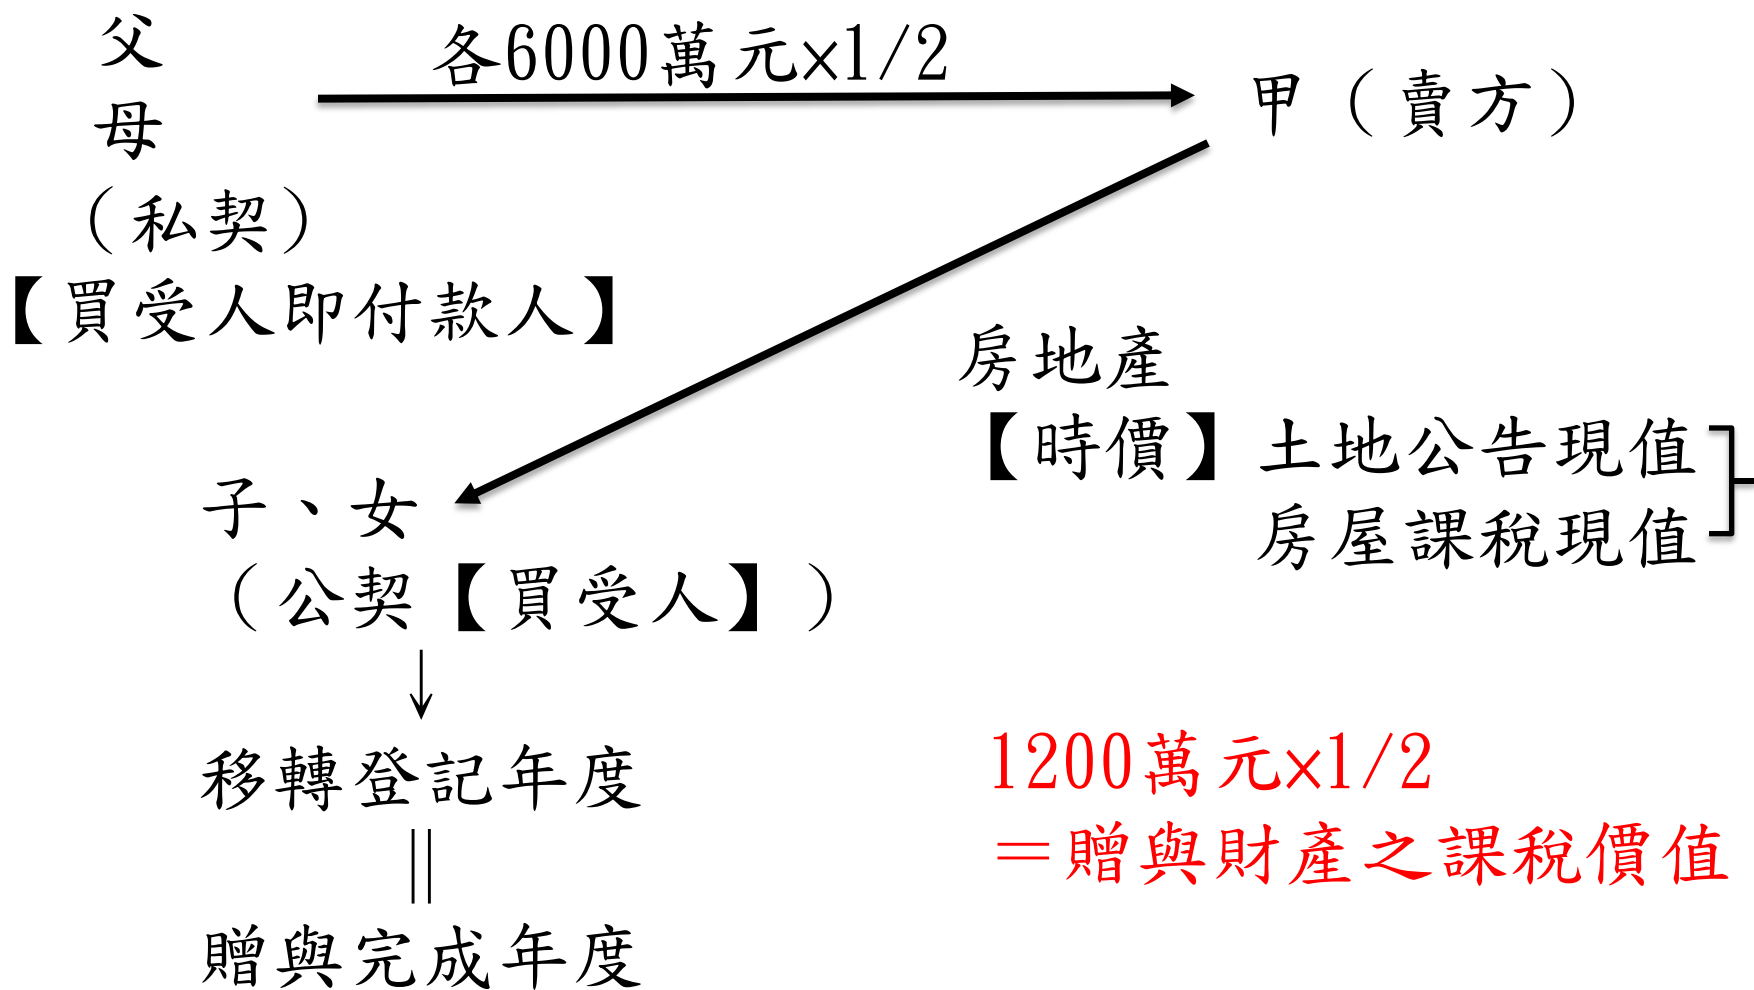 父
母
（私契）
【買受人即付款人】
各6000萬元×1/2
甲（賣方）
子、女
（公契【買受人】）
↓
移轉登記年度
||
贈與完成年度
房地產
【時價】土地公告現值
房屋課稅現值
1200萬元×1/2
＝贈與財產之課稅價值